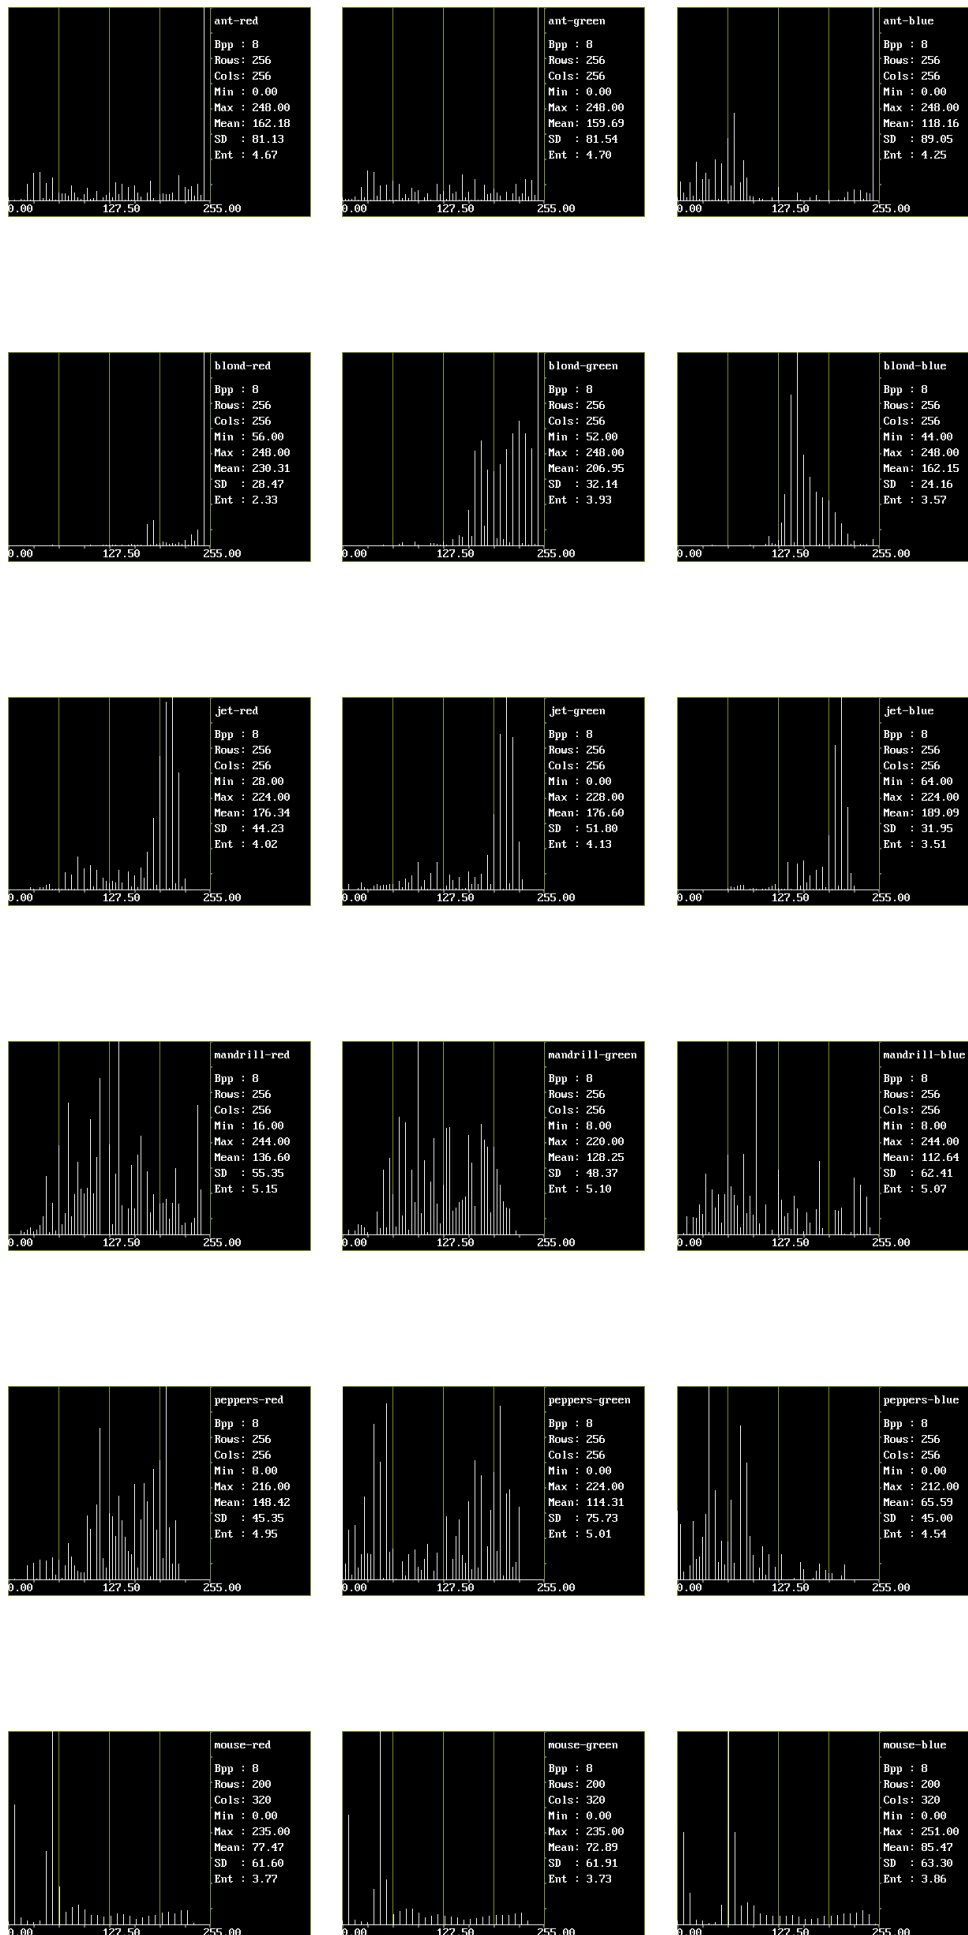 ant-red
Bpp : 8
Rows: 256
Cols: 256
Min : 0.00
Max : 248.00
Mean: 162.18
SD  : 81.13
Ent : 4.67
0.00 127.50 255.00
ant-green
Bpp : 8
Rows: 256
Cols: 256
Min : 0.00
Max : 248.00
Mean: 159.69
SD  : 81.54
Ent : 4.70
0.00 127.50 255.00
ant-blue
Bpp : 8
Rows: 256
Cols: 256
Min : 0.00
Max : 248.00
Mean: 118.16
SD  : 89.05
Ent : 4.25
0.00 127.50 255.00
blond-red
Bpp : 8
Rows: 256
Cols: 256
Min : 56.00
Max : 248.00
Mean: 230.31
SD  : 28.47
Ent : 2.33
0.00 127.50 255.00
blond-green
Bpp : 8
Rows: 256
Cols: 256
Min : 52.00
Max : 248.00
Mean: 206.95
SD  : 32.14
Ent : 3.93
0.00 127.50 255.00
blond-blue
Bpp : 8
Rows: 256
Cols: 256
Min : 44.00
Max : 248.00
Mean: 162.15
SD  : 24.16
Ent : 3.57
0.00 127.50 255.00
jet-red
Bpp : 8
Rows: 256
Cols: 256
Min : 28.00
Max : 224.00
Mean: 176.34
SD  : 44.23
Ent : 4.02
0.00 127.50 255.00
jet-green
Bpp : 8
Rows: 256
Cols: 256
Min : 0.00
Max : 228.00
Mean: 176.60
SD  : 51.80
Ent : 4.13
0.00 127.50 255.00
jet-blue
Bpp : 8
Rows: 256
Cols: 256
Min : 64.00
Max : 224.00
Mean: 189.09
SD  : 31.95
Ent : 3.51
0.00 127.50 255.00
mandrill-red
Bpp : 8
Rows: 256
Cols: 256
Min : 16.00
Max : 244.00
Mean: 136.60
SD  : 55.35
Ent : 5.15
0.00 127.50 255.00
mandrill-green
Bpp : 8
Rows: 256
Cols: 256
Min : 8.00
Max : 220.00
Mean: 128.25
SD  : 48.37
Ent : 5.10
0.00 127.50 255.00
mandrill-blue
Bpp : 8
Rows: 256
Cols: 256
Min : 8.00
Max : 244.00
Mean: 112.64
SD  : 62.41
Ent : 5.07
0.00 127.50 255.00
peppers-red
Bpp : 8
Rows: 256
Cols: 256
Min : 8.00
Max : 216.00
Mean: 148.42
SD  : 45.35
Ent : 4.95
0.00 127.50 255.00
peppers-green
Bpp : 8
Rows: 256
Cols: 256
Min : 0.00
Max : 224.00
Mean: 114.31
SD  : 75.73
Ent : 5.01
0.00 127.50 255.00
peppers-blue
Bpp : 8
Rows: 256
Cols: 256
Min : 0.00
Max : 212.00
Mean: 65.59
SD  : 45.00
Ent : 4.54
0.00 127.50 255.00
mouse-red
Bpp : 8
Rows: 200
Cols: 320
Min : 0.00
Max : 235.00
Mean: 77.47
SD  : 61.60
Ent : 3.77
0.00 127.50 255.00
mouse-green
Bpp : 8
Rows: 200
Cols: 320
Min : 0.00
Max : 235.00
Mean: 72.89
SD  : 61.91
Ent : 3.73
0.00 127.50 255.00
mouse-blue
Bpp : 8
Rows: 200
Cols: 320
Min : 0.00
Max : 251.00
Mean: 85.47
SD  : 63.30
Ent : 3.86
0.00 127.50 255.00